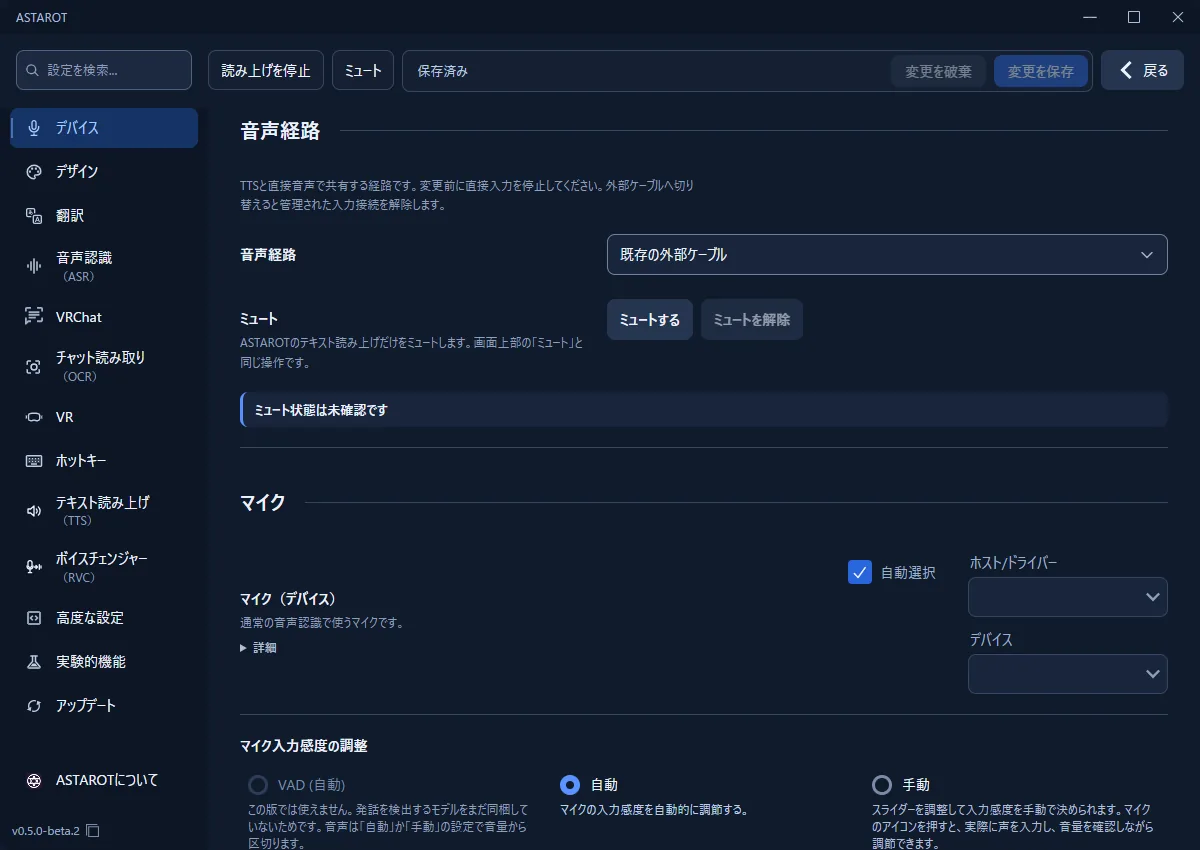 ASTAROT
設定を検索...
読み上げを停止
ミュート
保存済み
変更を破棄
変更を保存
戻る
デバイス
デザイン
翻訳
音声認識
（ASR）
VRChat
チャット読み取り
（OCR）
VR
ホットキー
テキスト読み上げ
（TTS）
ボイスチェンジャー
（RVC）
高度な設定
実験的機能
アップデート
ASTAROTについて
v0.5.0-beta.2
音声経路
TTSと直接音声で共有する経路です。変更前に直接入力を停止してください。外部ケーブルへ切り
替えると管理された入力接続を解除します。
音声経路
既存の外部ケーブル
ミュート
ASTAROTのテキスト読み上げだけをミュートします。画面上部の「ミュート」と
同じ操作です。
ミュートする
ミュートを解除
ミュート状態は未確認です
マイク
マイク（デバイス）
通常の音声認識で使うマイクです。
詳細
自動選択
ホスト/ドライバー
デバイス
マイク入力感度の調整
VAD (自動)
この版では使えません。発話を検出するモデルをまだ同梱して
いないためです。音声は「自動」か「手動」の設定で音量から
区切ります。
自動
マイクの入力感度を自動的に調節する。
手動
スライダーを調整して入力感度を手動で決められます。マイク
のアイコンを押すと、実際に声を入力し、音量を確認しながら
調節できます。